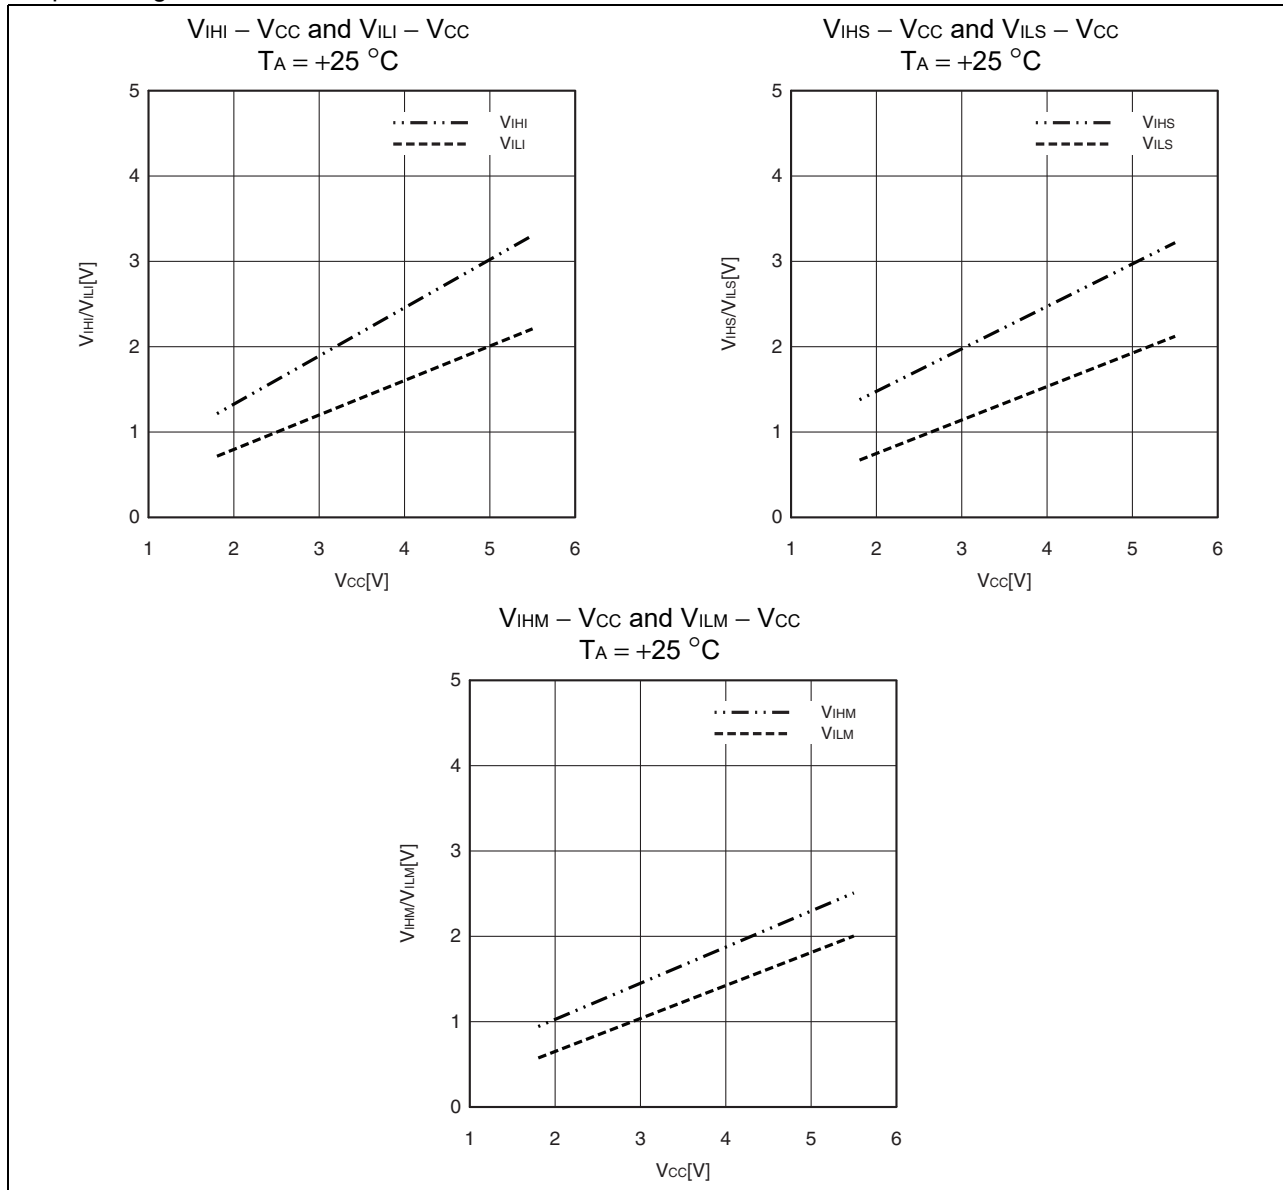 VIHI – VCC and VILI – VCC
TA = +25 °C
VIHI
VILI
5
4
3
2
1
0
VIHI/VILI[V]
1 2 3 4 5 6
VCC[V]
VIHS – VCC and VILS – VCC
TA = +25 °C
VIHS
VILS
5
4
3
2
1
0
VIHS/VILS[V]
1 2 3 4 5 6
VCC[V]
VIHM – VCC and VILM – VCC
TA = +25 °C
VIHM
VILM
5
4
3
2
1
0
VIHM/VILM[V]
1 2 3 4 5 6
VCC[V]